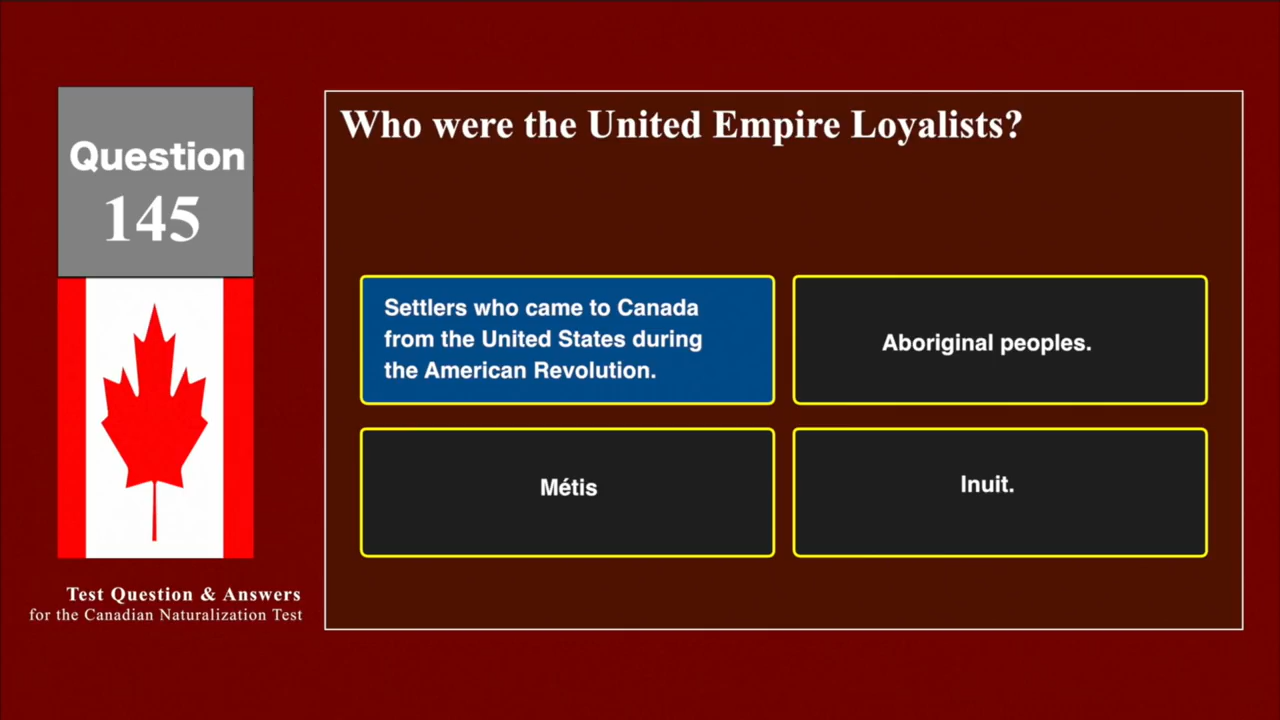 Question
145
Test Question & Answers
for the Canadian Naturalization Test
Who were the United Empire Loyalists?
Settlers who came to Canada
from the United States during
the American Revolution.
Aboriginal peoples.
Métis
Inuit.